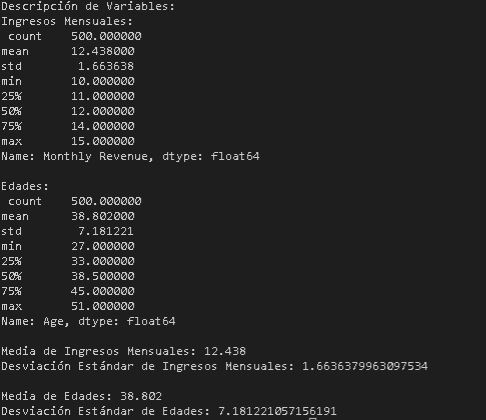 Descripción de Variables:
Ingresos Mensuales:
 count    500.000000
mean      12.438000
std        1.663638
min       10.000000
25%       11.000000
50%       12.000000
75%       14.000000
max       15.000000
Name: Monthly Revenue, dtype: float64
Edades:
 count    500.000000
mean      38.802000
std        7.181221
min       27.000000
25%       33.000000
50%       38.500000
75%       45.000000
max       51.000000
Name: Age, dtype: float64
Media de Ingresos Mensuales: 12.438
Desviación Estándar de Ingresos Mensuales: 1.6636379963097534
Media de Edades: 38.802
Desviación Estándar de Edades: 7.181221057156191